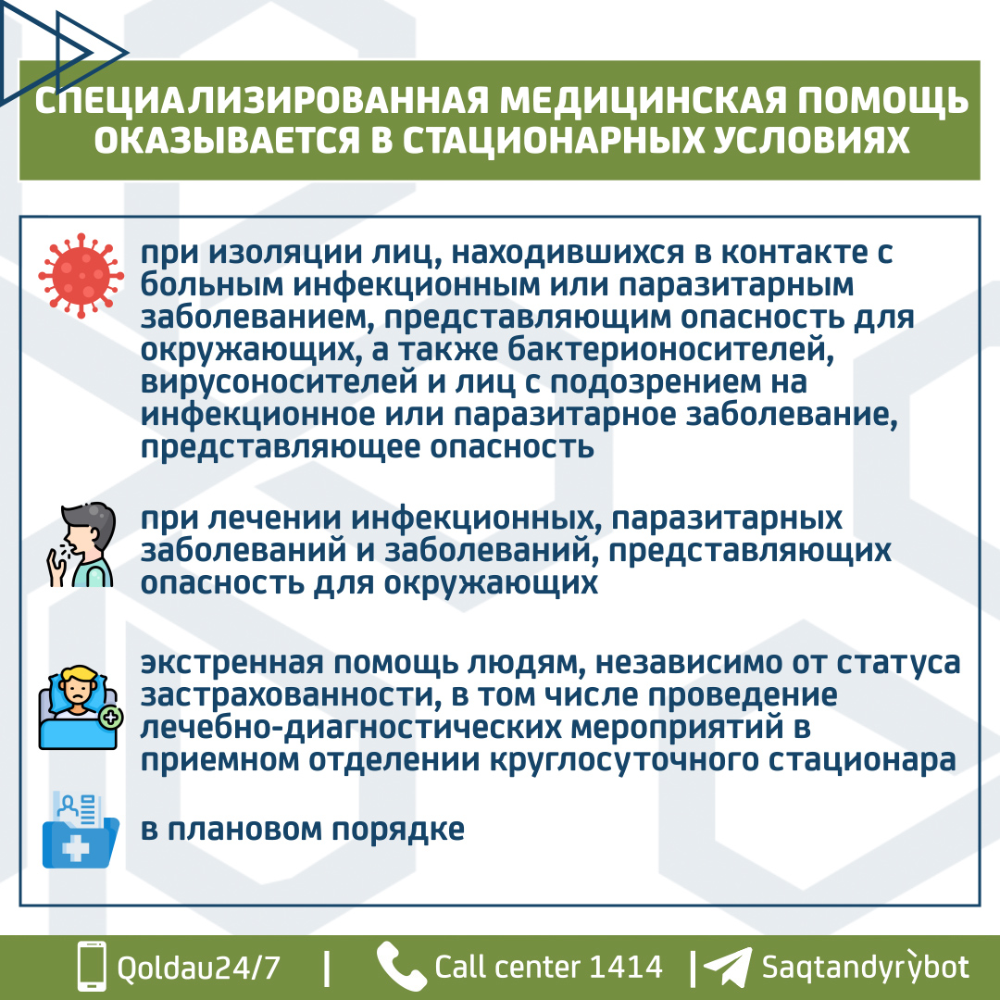 СПЕЦИАЛИЗИРОВАННАЯ МЕДИЦИНСКАЯ ПОМОЩЬ
ОКАЗЫВАЕТСЯ В СТАЦИОНАРНЫХ УСЛОВИЯХ
при изоляции лиц, находившихся в контакте с
больным инфекционным или паразитарным
заболеванием, представляющим опасность для
окружающих, а также бактерионосителей,
вирусоносителей и лиц с подозрением на
инфекционное или паразитарное заболевание,
представляющее опасность
при лечении инфекционных, паразитарных
заболеваний и заболеваний, представляющих
опасность для окружающих
экстренная помощь людям, независимо от статуса
застрахованности, в том числе проведение
лечебно-диагностических мероприятий в
приемном отделении круглосуточного стационара
в плановом порядке
Qoldau24/7 | Call center 1414 | Saqtandyrỳbot